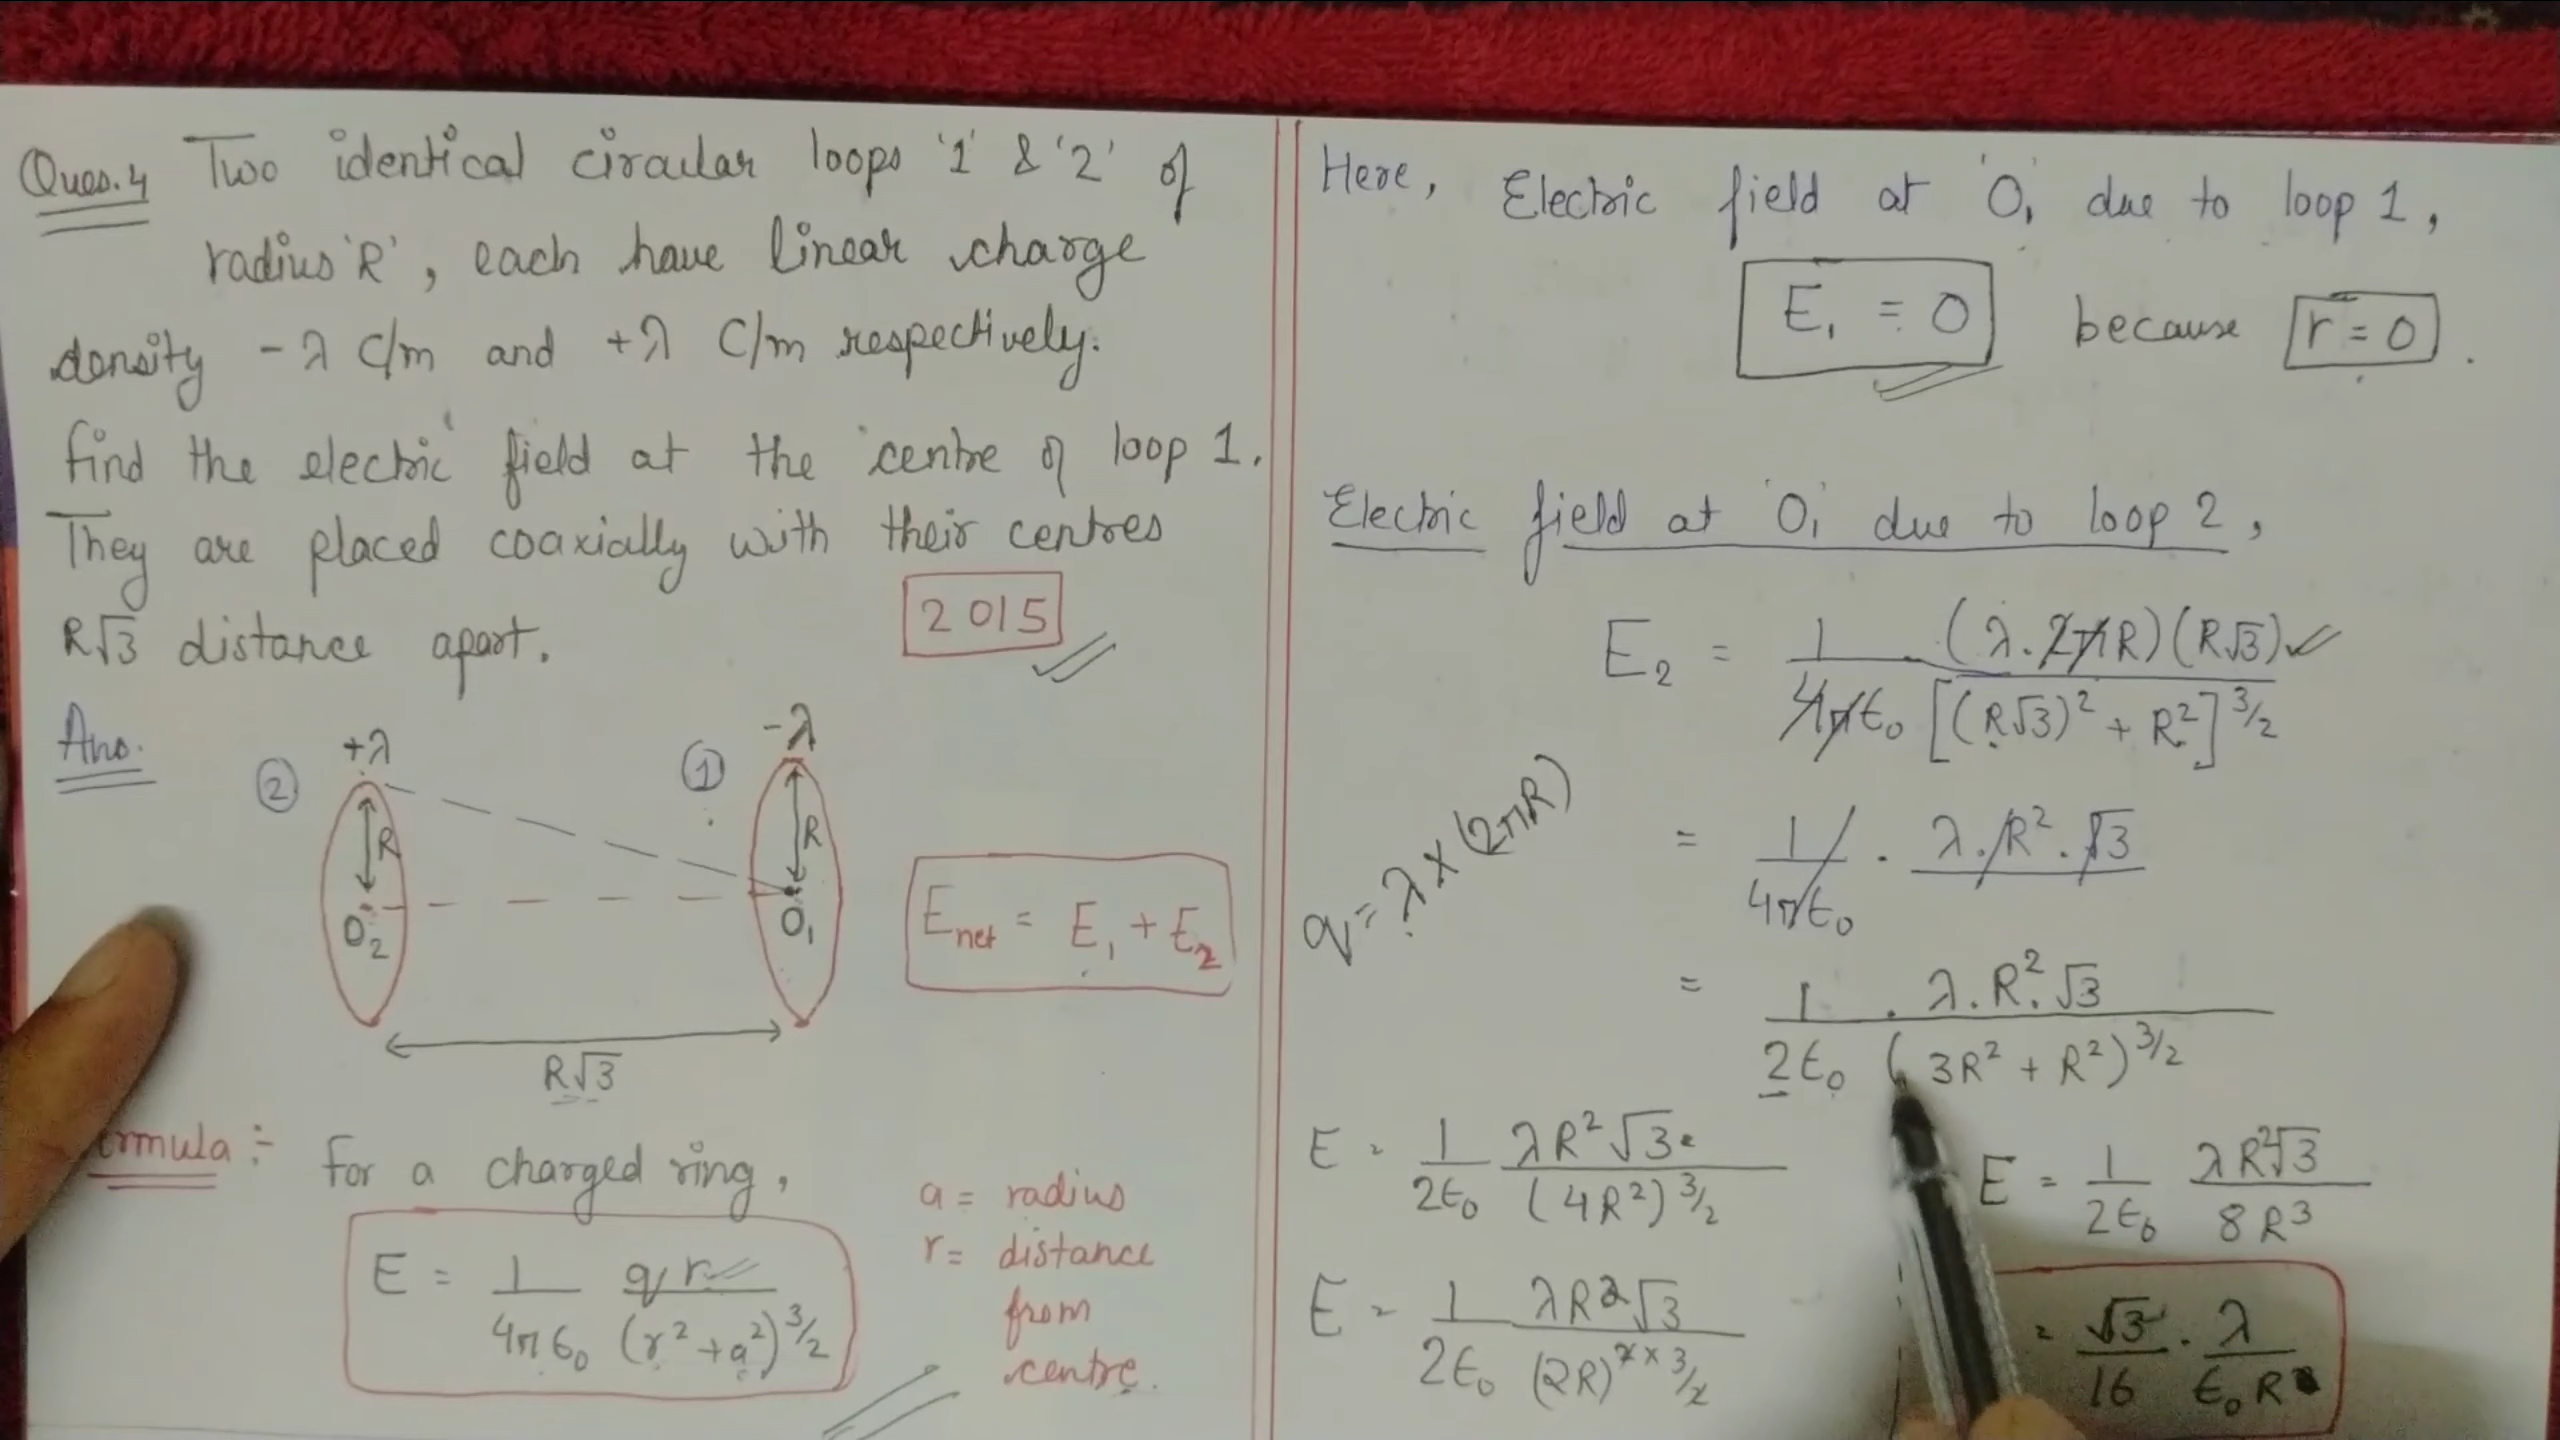 Ques.4 Two identical circular loops '1' & '2' of
radius 'R', each have linear charge
density -λ C/m and +λ C/m respectively.
find the electric field at the centre of loop 1.
They are placed coaxially with their centres
R√3 distance apart.
2015
Ans.
+λ
-λ
②
①
R
R
O₂
O₁
R√3
E_net = E₁ + E₂
rmula :-
for a charged ring,
E = 1/4πε₀ qr/(r² + a²)^3/2
a = radius
r = distance
from
centre.
Here, Electric field at 'O₁' due to loop 1,
E₁ = 0 because r = 0.
Electric field at 'O₁' due to loop 2,
E₂ = 1/4πε₀ (λ.2πR)(R√3)/[(R√3)² + R²]^3/2
q = λ × (2πR)
= 1/4πε₀ . λ.R².√3
= 1/2ε₀ . λ.R².√3/(3R² + R²)^3/2
E = 1/2ε₀ λR²√3/(4R²)^3/2
E = 1/2ε₀ λR²√3/8R³
E = 1/2ε₀ λR²√3/(2R)^2×3/2
= √3/16 . λ/ε₀R